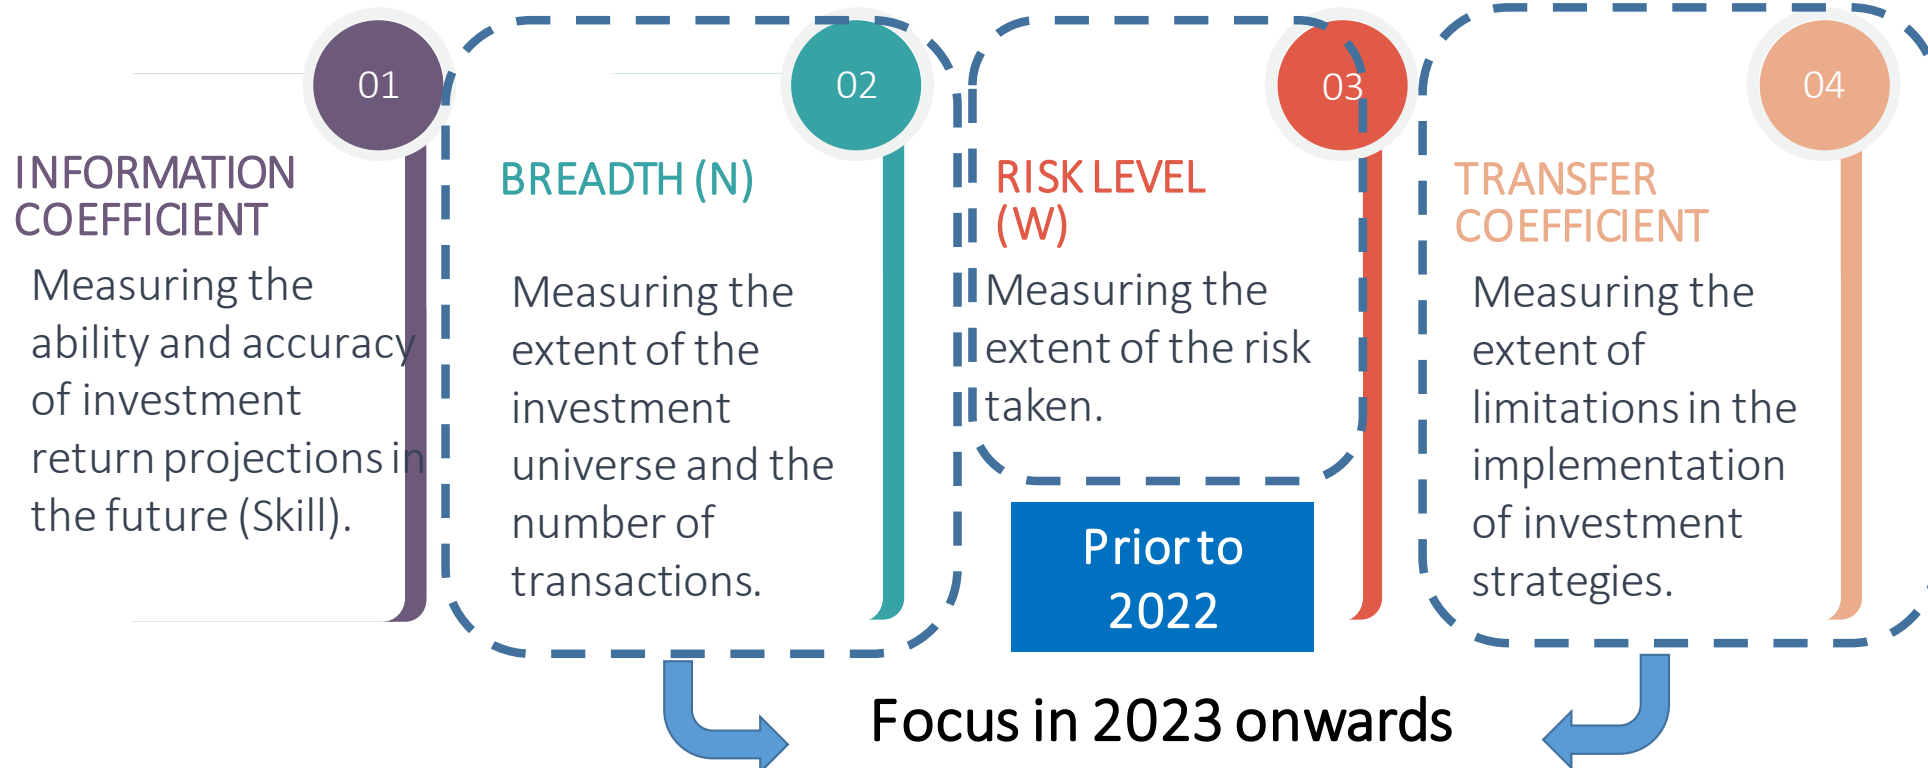 01
INFORMATION
COEFFICIENT
Measuring the
ability and accuracy
of investment
return projections in
the future (Skill).
02
BREADTH (N)
Measuring the
extent of the
investment
universe and the
number of
transactions.
03
RISK LEVEL
(W)
Measuring the
extent of the risk
taken.
Prior to
2022
04
TRANSFER
COEFFICIENT
Measuring the
extent of
limitations in the
implementation
of investment
strategies.
Focus in 2023 onwards